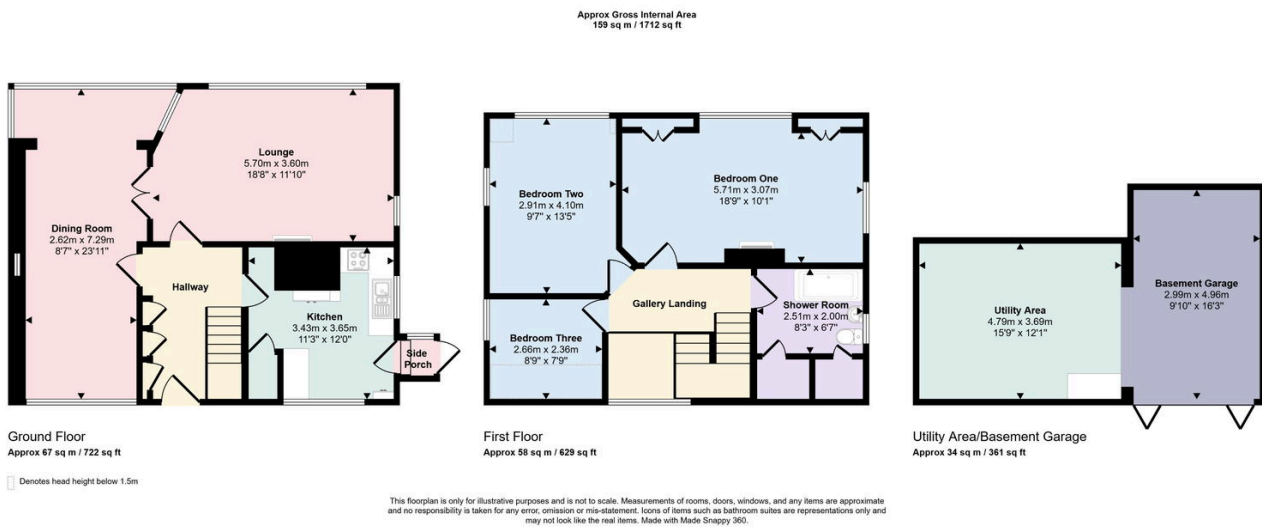 Approx Gross Internal Area
159 sq m / 1712 sq ft
Lounge
5.70m x 3.60m
18'8" x 11'10"
Dining Room
2.62m x 7.29m
8'7" x 23'11"
Hallway
Kitchen
3.43m x 3.65m
11'3" x 12'0"
Side
Porch
Ground Floor
Approx 67 sq m / 722 sq ft
Denotes head height below 1.5m
Bedroom Two
2.91m x 4.10m
9'7" x 13'5"
Bedroom One
5.71m x 3.07m
18'9" x 10'1"
Gallery Landing
Shower Room
2.51m x 2.00m
8'3" x 6'7"
Bedroom Three
2.66m x 2.36m
8'9" x 7'9"
First Floor
Approx 58 sq m / 629 sq ft
Utility Area
4.79m x 3.69m
15'9" x 12'1"
Basement Garage
2.99m x 4.96m
9'10" x 16'3"
Utility Area/Basement Garage
Approx 34 sq m / 361 sq ft
This floorplan is only for illustrative purposes and is not to scale. Measurements of rooms, doors, windows, and any items are approximate
and no responsibility is taken for any error, omission or mis-statement. Icons of items such as bathroom suites are representations only and
may not look like the real items. Made with Made Snappy 360.